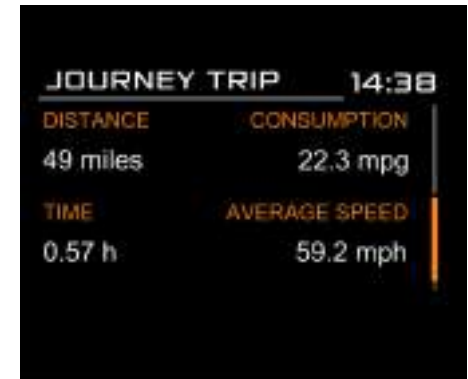 JOURNEY TRIP 14:38
DISTANCE CONSUMPTION
49 miles 22.3 mpg
TIME AVERAGE SPEED
0.57 h 59.2 mph